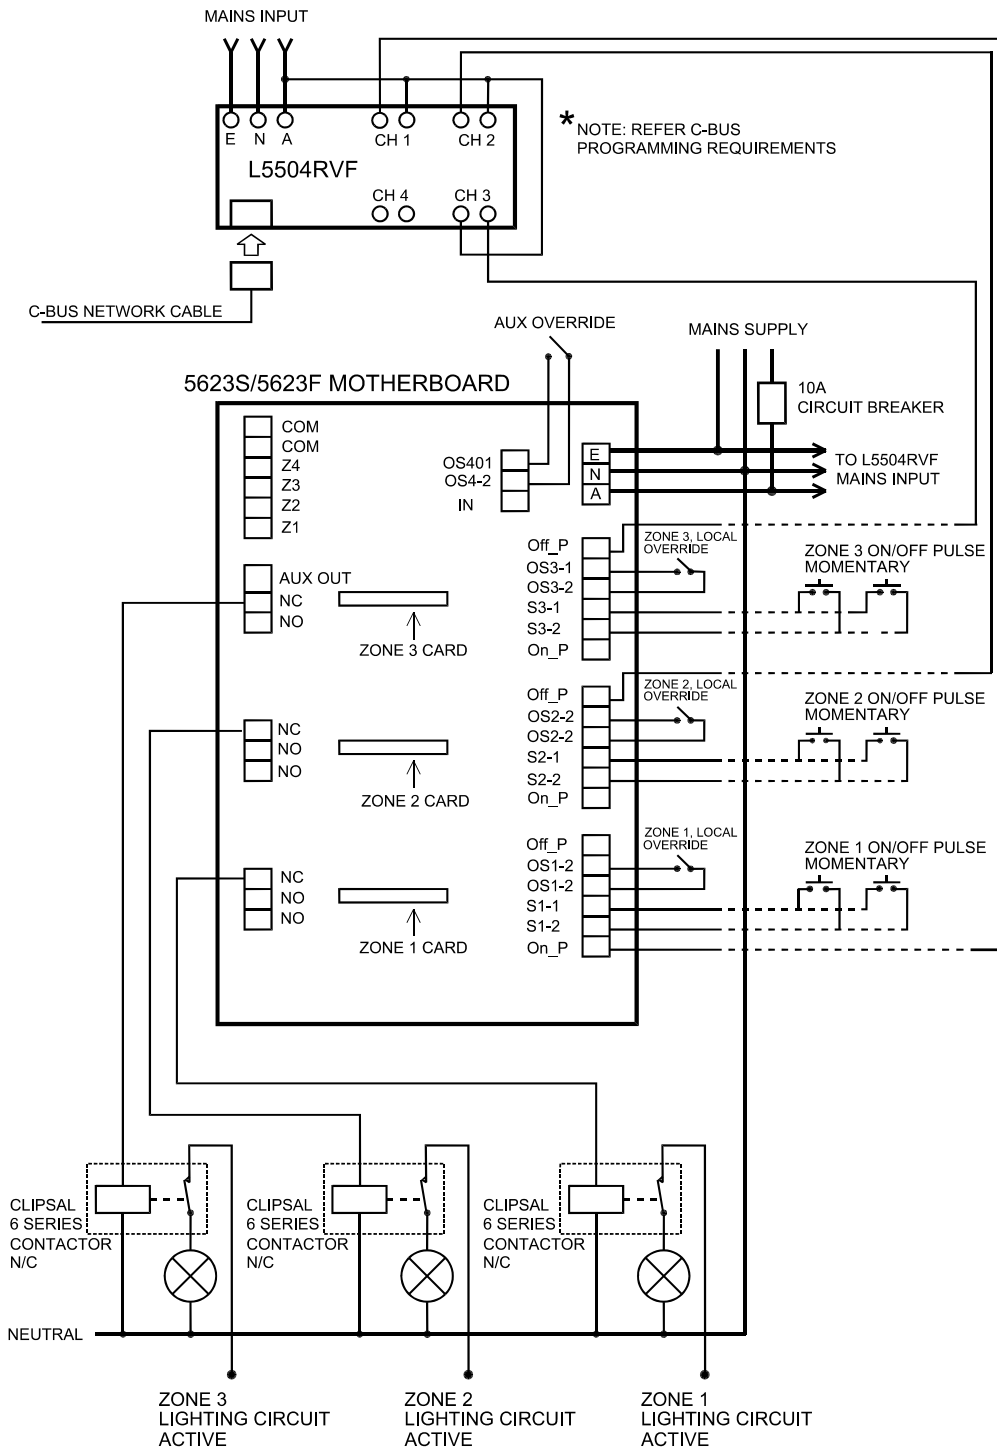 MAINS INPUT
E N A
CH 1
CH 2
L5504RVF
CH 4
CH 3
* NOTE: REFER C-BUS
PROGRAMMING REQUIREMENTS
C-BUS NETWORK CABLE
AUX OVERRIDE
MAINS SUPPLY
10A
CIRCUIT BREAKER
5623S/5623F MOTHERBOARD
COM
COM
Z4
Z3
Z2
Z1
OS401
OS4-2
IN
E
N
A
TO L5504RVF
MAINS INPUT
AUX OUT
NC
NO
ZONE 3 CARD
Off_P
OS3-1
OS3-2
S3-1
S3-2
On_P
ZONE 3, LOCAL
OVERRIDE
ZONE 3 ON/OFF PULSE
MOMENTARY
NC
NO
NO
ZONE 2 CARD
Off_P
OS2-2
OS2-2
S2-1
S2-2
On_P
ZONE 2, LOCAL
OVERRIDE
ZONE 2 ON/OFF PULSE
MOMENTARY
NC
NO
NO
ZONE 1 CARD
Off_P
OS1-2
OS1-2
S1-1
S1-2
On_P
ZONE 1, LOCAL
OVERRIDE
ZONE 1 ON/OFF PULSE
MOMENTARY
CLIPSAL
6 SERIES
CONTACTOR
N/C
CLIPSAL
6 SERIES
CONTACTOR
N/C
CLIPSAL
6 SERIES
CONTACTOR
N/C
NEUTRAL
ZONE 3
LIGHTING CIRCUIT
ACTIVE
ZONE 2
LIGHTING CIRCUIT
ACTIVE
ZONE 1
LIGHTING CIRCUIT
ACTIVE